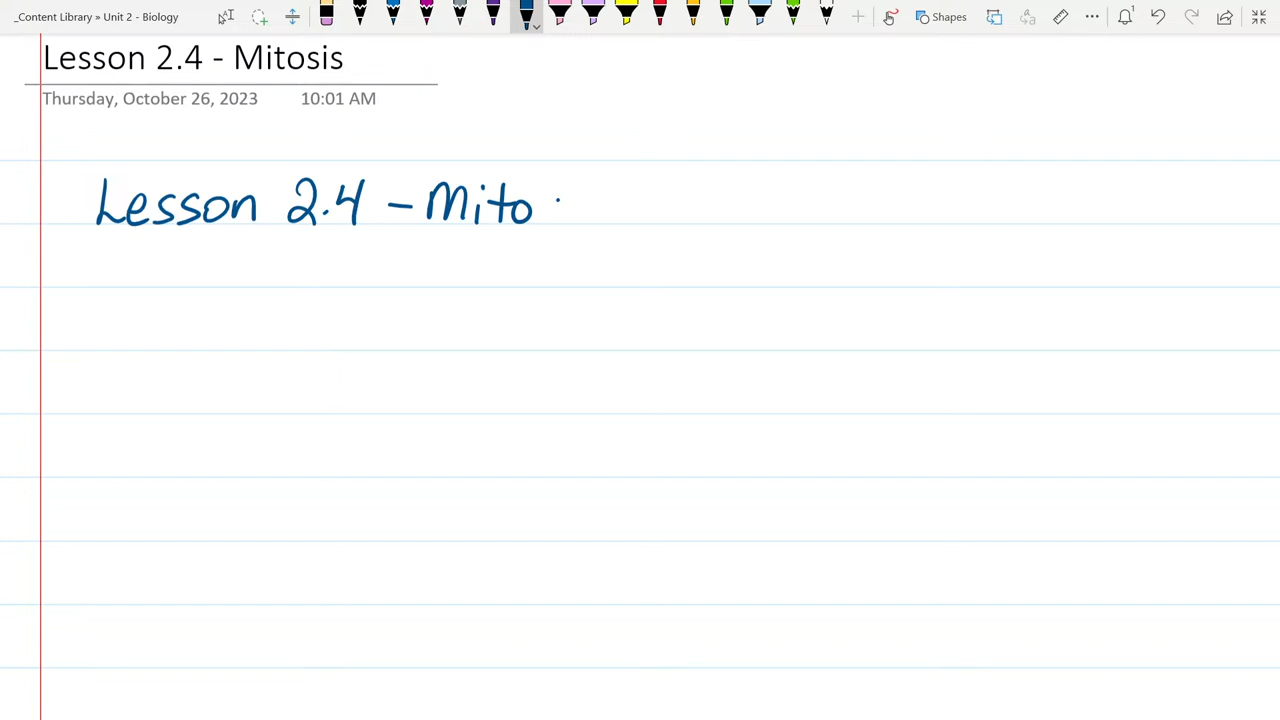 _Content Library » Unit 2 - Biology
Shapes
Lesson 2.4 - Mitosis
Thursday, October 26, 2023 10:01 AM
Lesson 2.4 - Mito